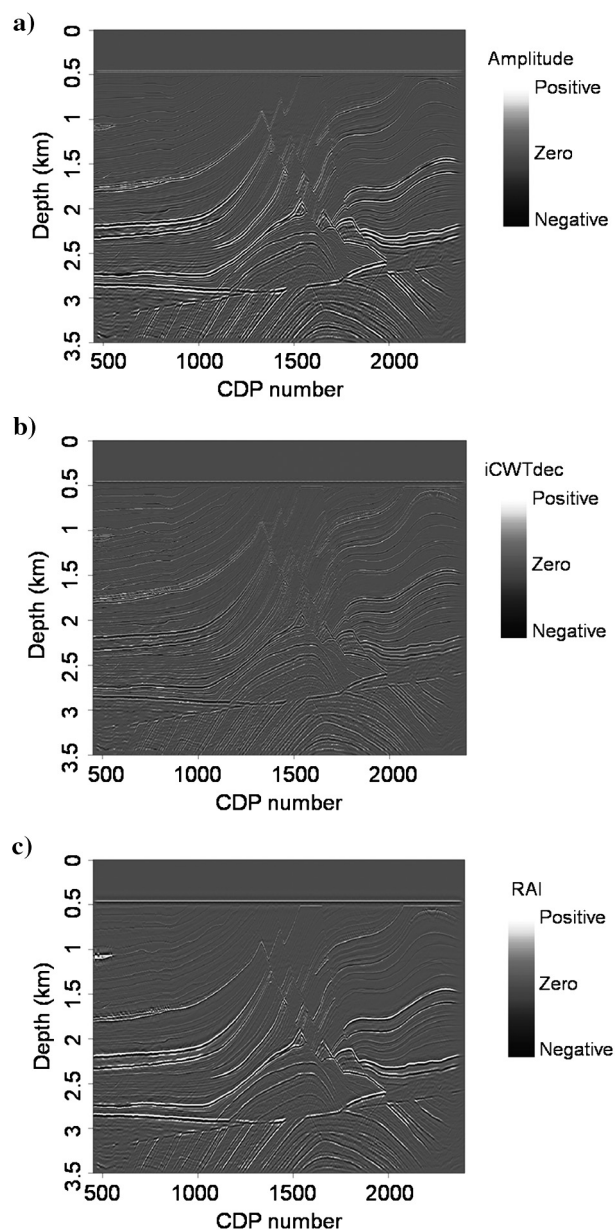 a)
0
0.5
1
1.5
2
2.5
3
3.5
Depth (km)
500 1000 1500 2000
CDP number
Amplitude
Positive
Zero
Negative
b)
0
0.5
1
1.5
2
2.5
3
3.5
Depth (km)
500 1000 1500 2000
CDP number
iCWTdec
Positive
Zero
Negative
c)
0
0.5
1
1.5
2
2.5
3
3.5
Depth (km)
500 1000 1500 2000
CDP number
RAI
Positive
Zero
Negative